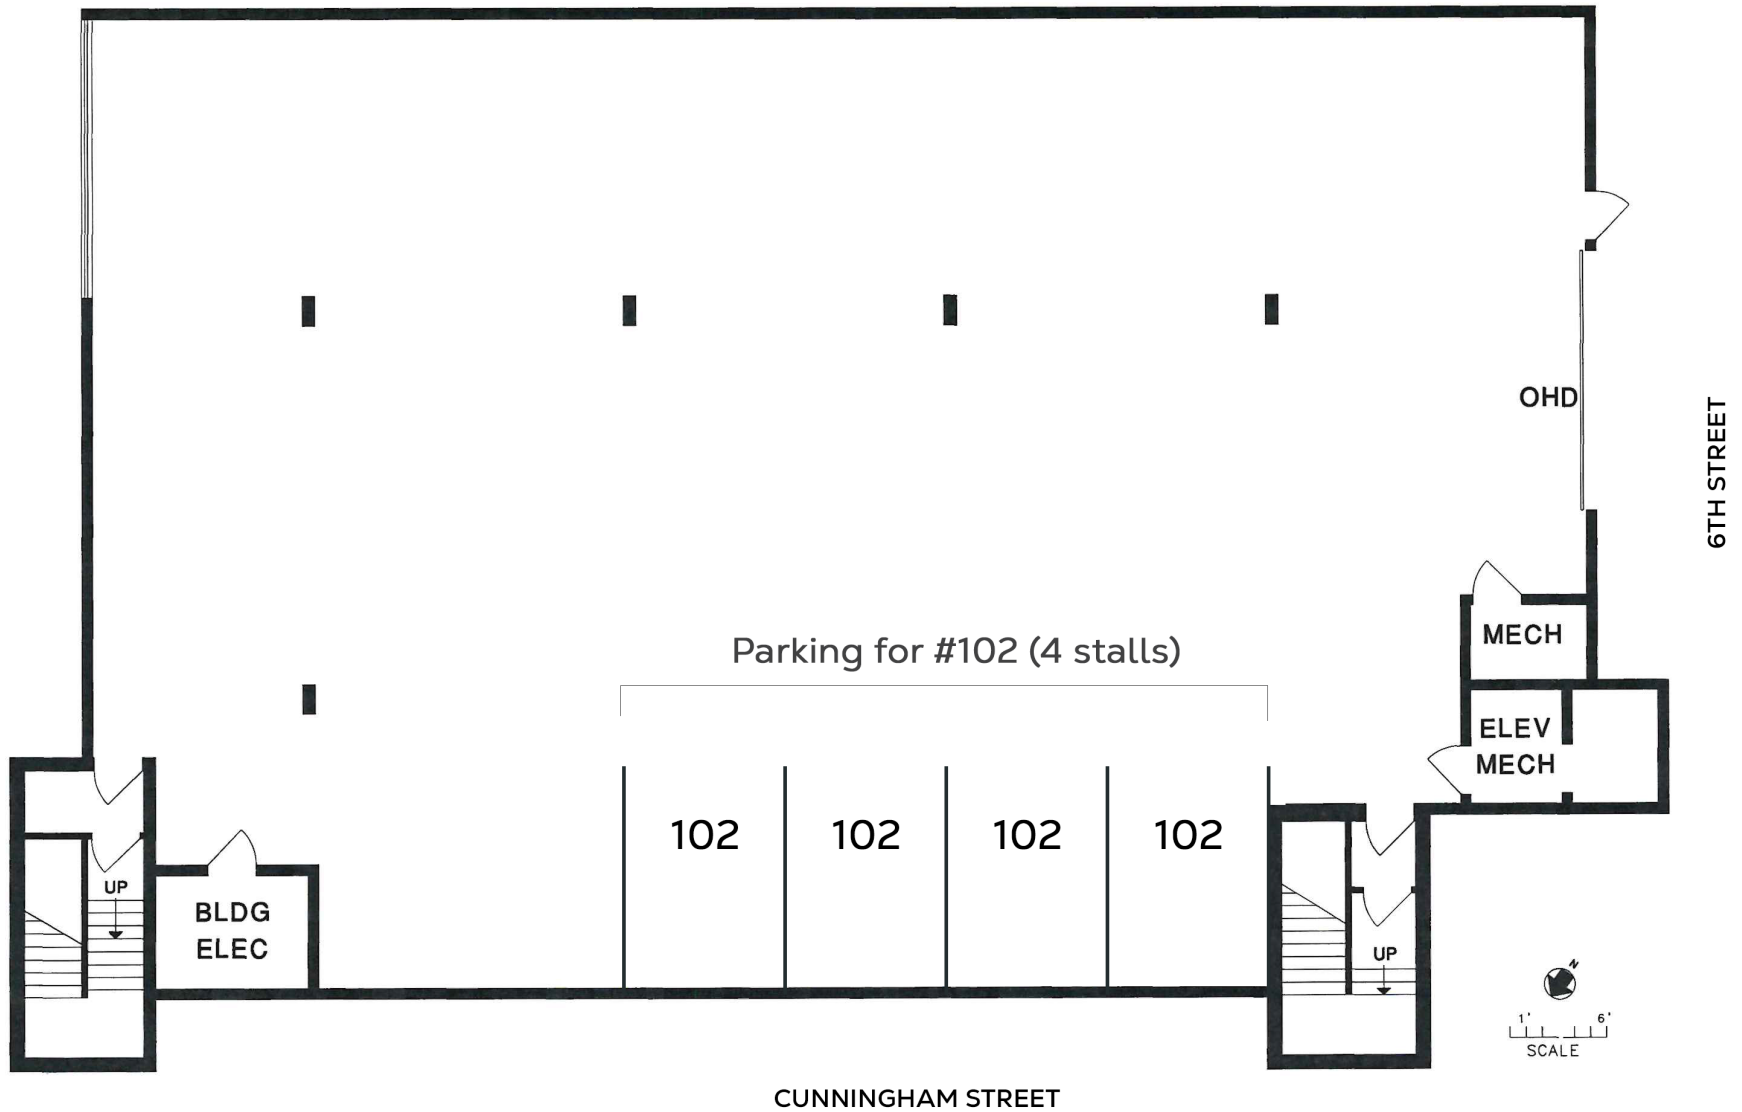 OHD
6TH STREET
MECH
Parking for #102 (4 stalls)
ELEV
MECH
102 102 102 102
UP
BLDG
ELEC
UP
N
1' 6'
SCALE
CUNNINGHAM STREET